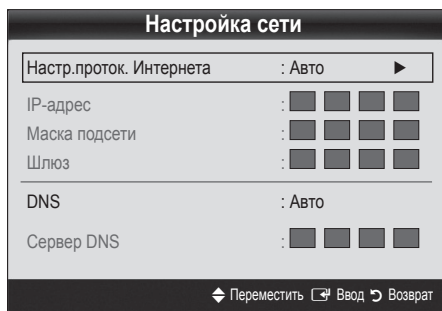 Настройка сети
Настр.проток. Интернета : Авто ►
IP-адрес :
Маска подсети :
Шлюз :
DNS : Авто
Сервер DNS :
Переместить Ввод Возврат